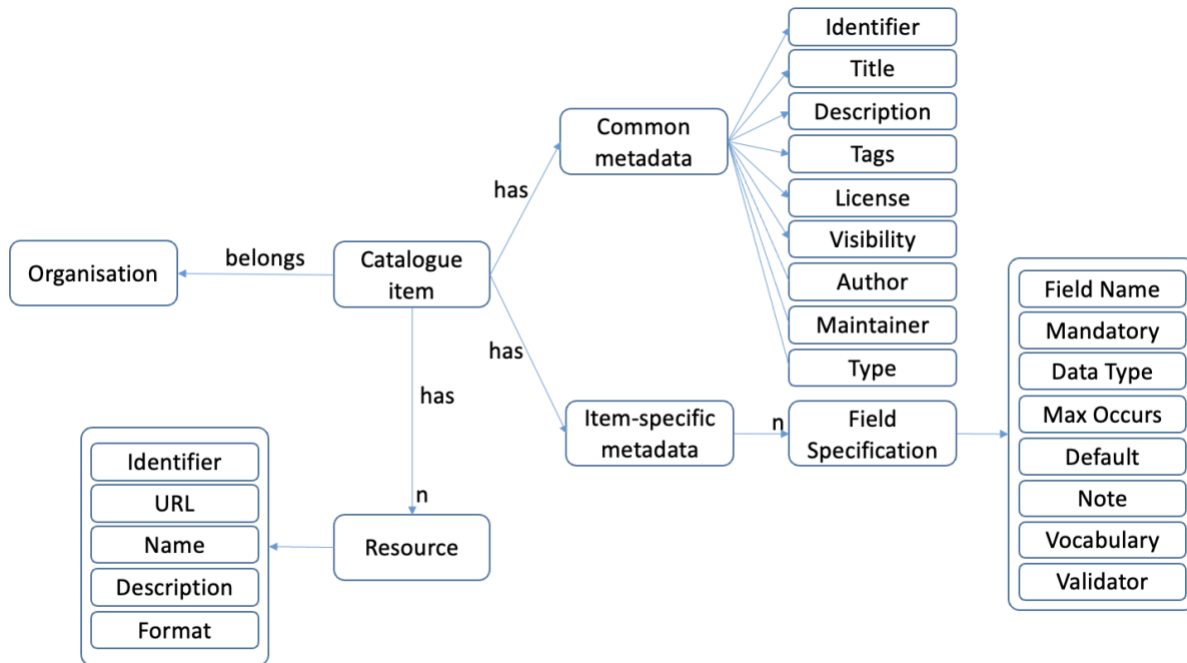 Identifier
Title
Description
Tags
License
Visibility
Author
Maintainer
Type
Common
metadata
has
belongs
Organisation
Catalogue
item
has
has
n
Item-specific
metadata
n
Field
Specification
Field Name
Mandatory
Data Type
Max Occurs
Default
Note
Vocabulary
Validator
Resource
Identifier
URL
Name
Description
Format